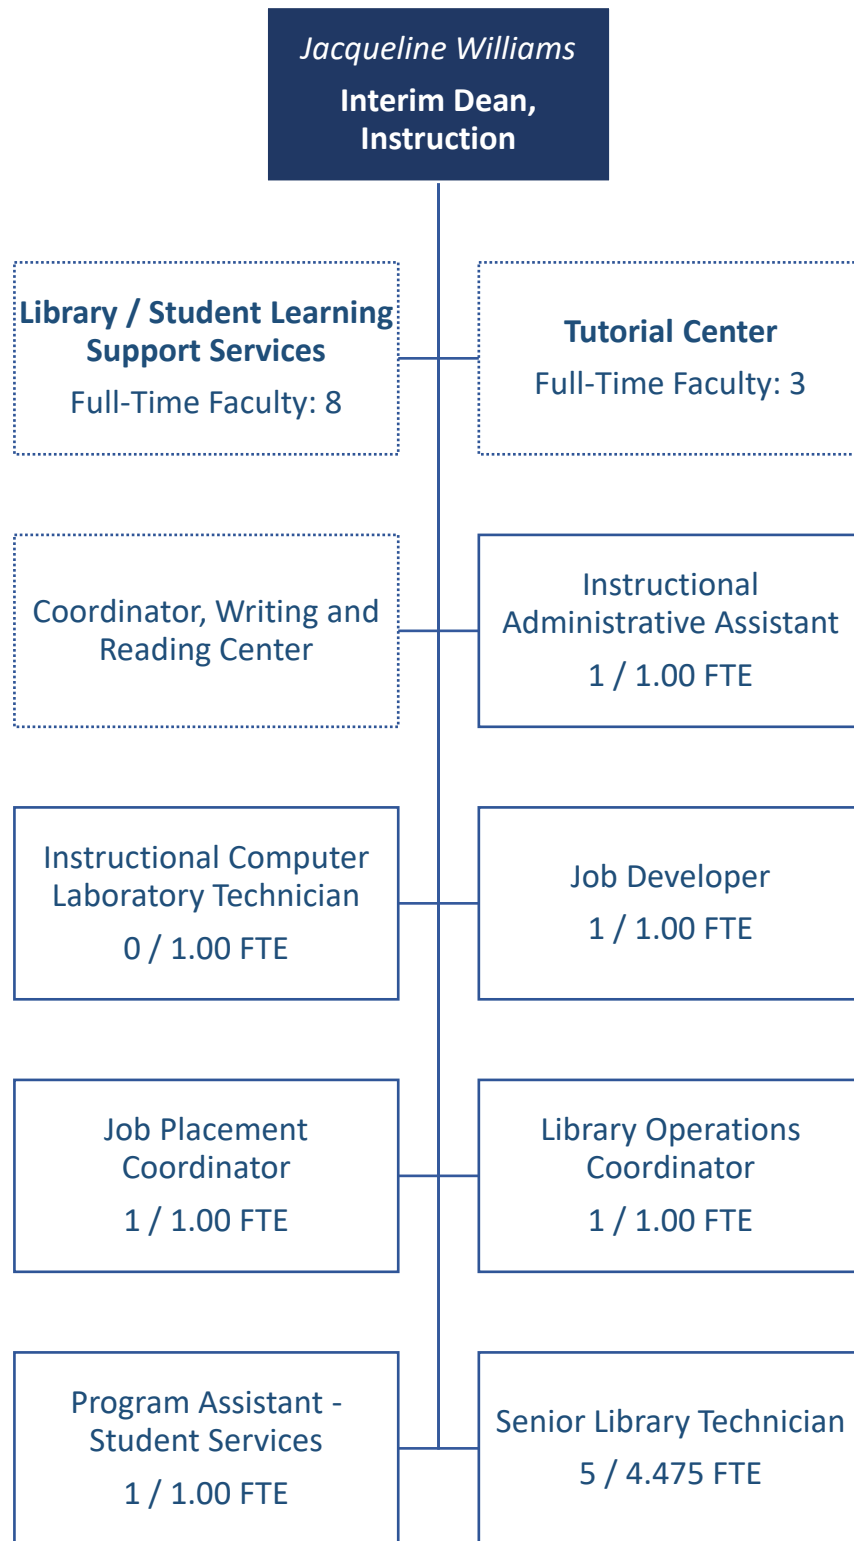 Jacqueline Williams
Interim Dean,
Instruction
Library / Student Learning
Support Services
Full-Time Faculty: 8
Tutorial Center
Full-Time Faculty: 3
Coordinator, Writing and
Reading Center
Instructional
Administrative Assistant
1 / 1.00 FTE
Instructional Computer
Laboratory Technician
0 / 1.00 FTE
Job Developer
1 / 1.00 FTE
Job Placement
Coordinator
1 / 1.00 FTE
Library Operations
Coordinator
1 / 1.00 FTE
Program Assistant -
Student Services
1 / 1.00 FTE
Senior Library Technician
5 / 4.475 FTE